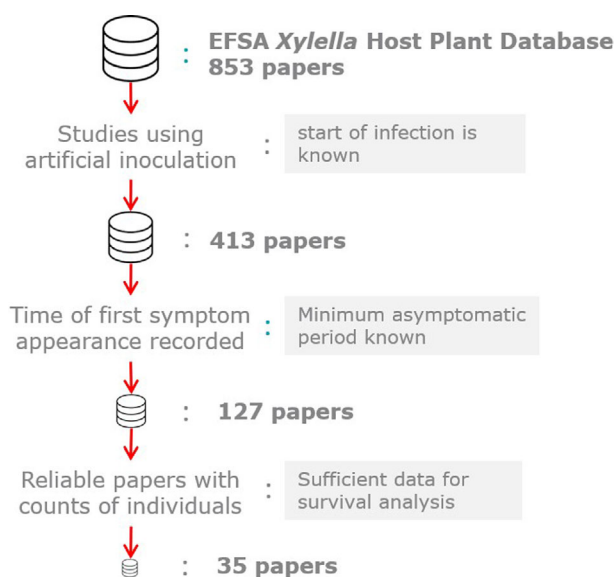 : EFSA Xylella Host Plant Database
853 papers
Studies using
artificial inoculation
: start of infection is
known
: 413 papers
Time of first symptom
appearance recorded
: Minimum asymptomatic
period known
: 127 papers
Reliable papers with
counts of individuals
: Sufficient data for
survival analysis
: 35 papers